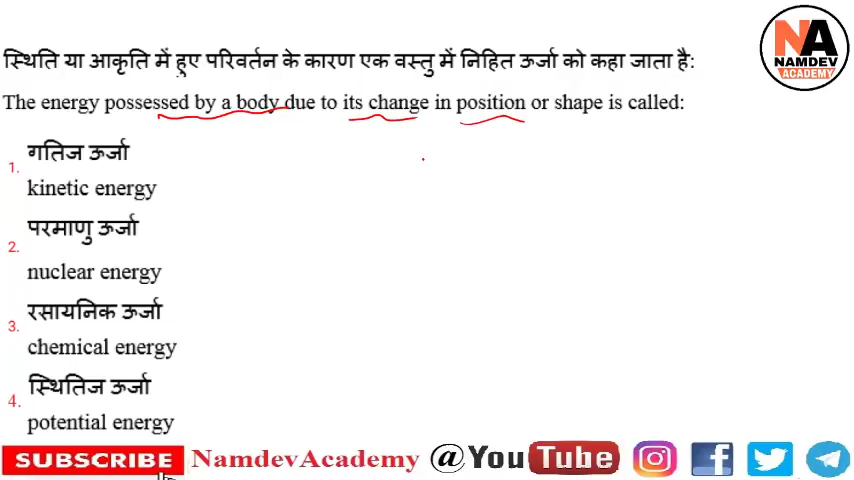 स्थिति या आकृति में हुए परिवर्तन के कारण एक वस्तु में निहित ऊर्जा को कहा जाता है:
NA
NAMDEV
ACADEMY
The energy possessed by a body due to its change in position or shape is called:
1. गतिज ऊर्जा
kinetic energy
2. परमाणु ऊर्जा
nuclear energy
3. रसायनिक ऊर्जा
chemical energy
4. स्थितिज ऊर्जा
potential energy
SUBSCRIBE NamdevAcademy @YouTube